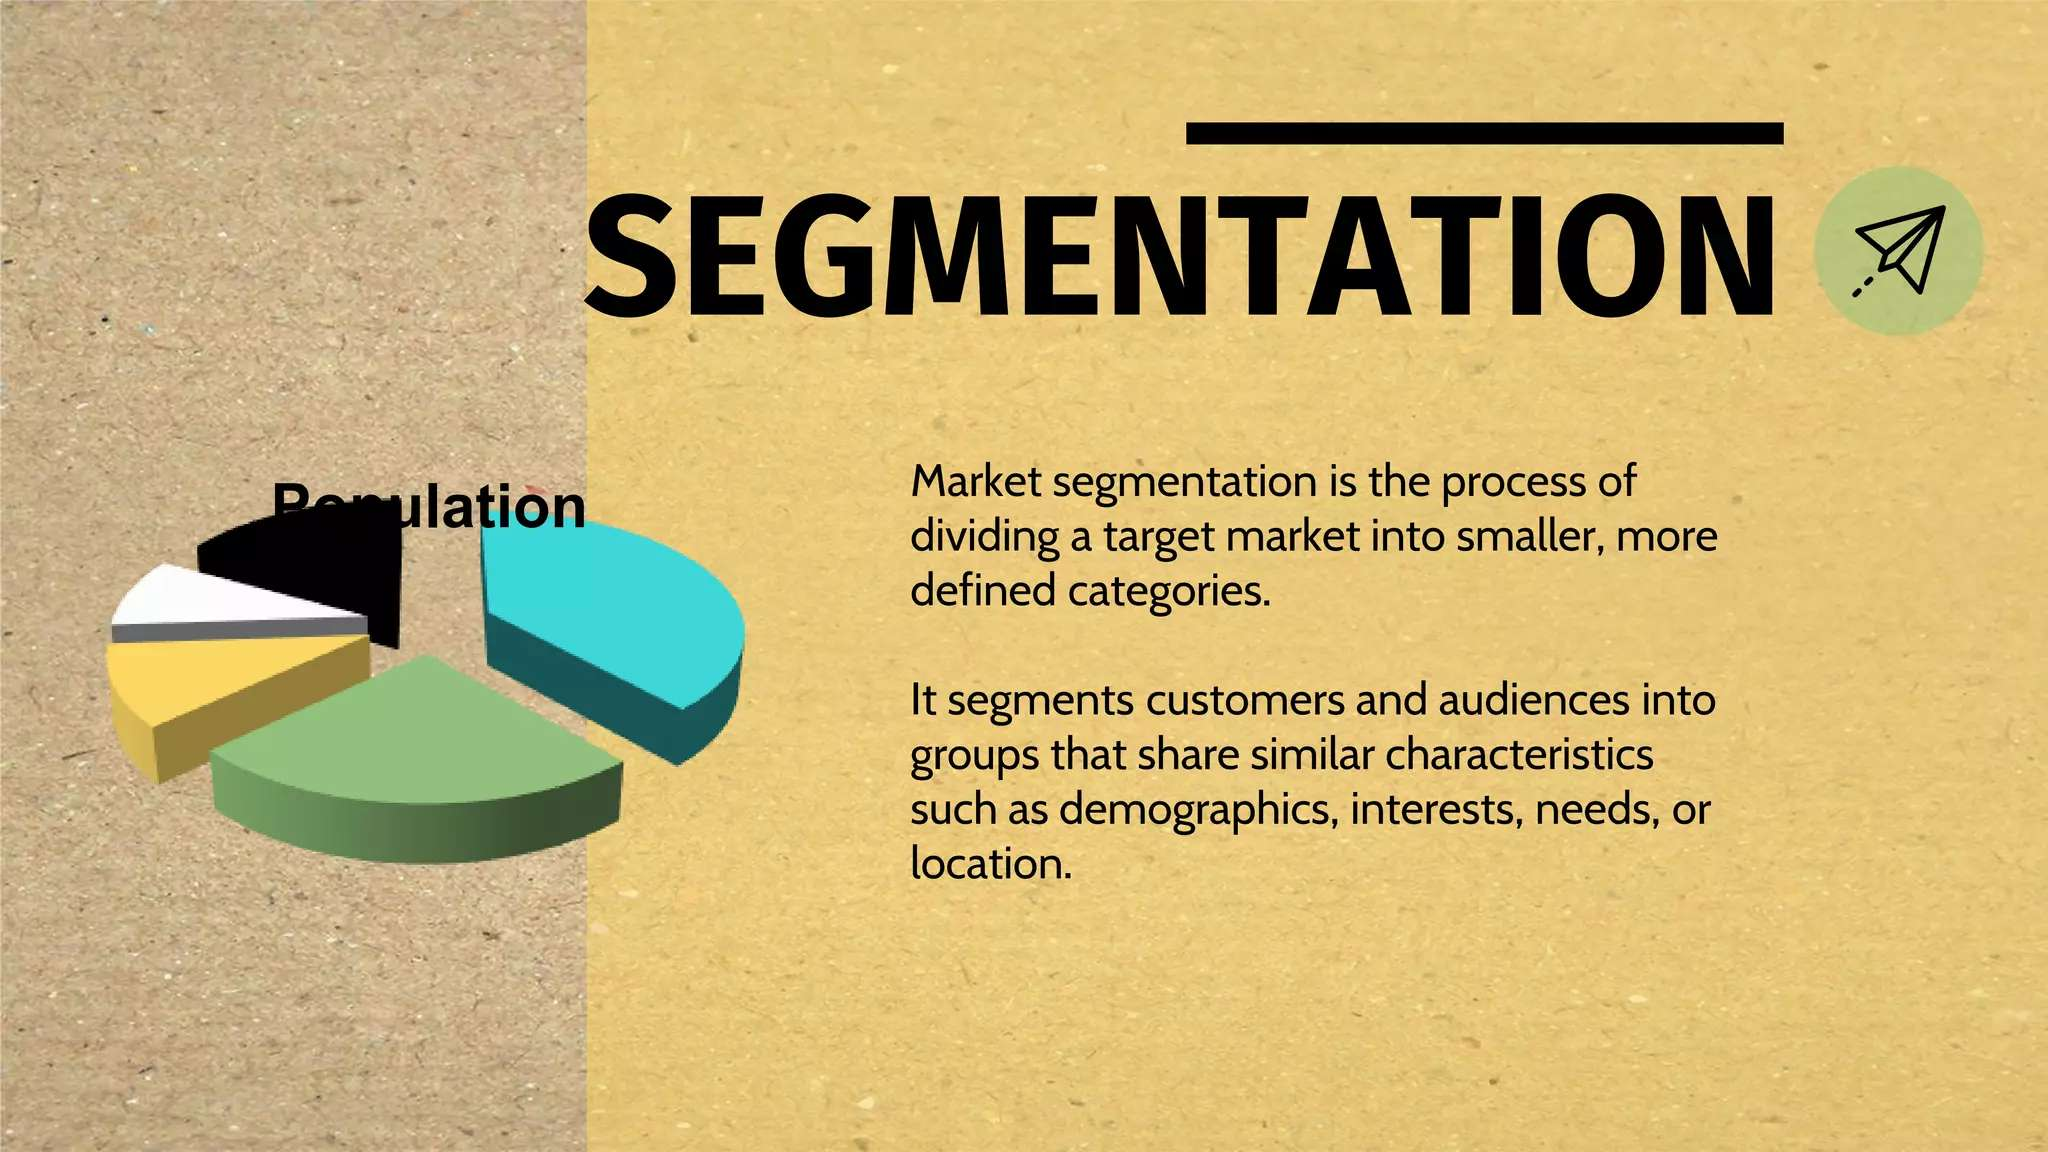 SEGMENTATION
Population
Market segmentation is the process of
dividing a target market into smaller, more
defined categories.
It segments customers and audiences into
groups that share similar characteristics
such as demographics, interests, needs, or
location.